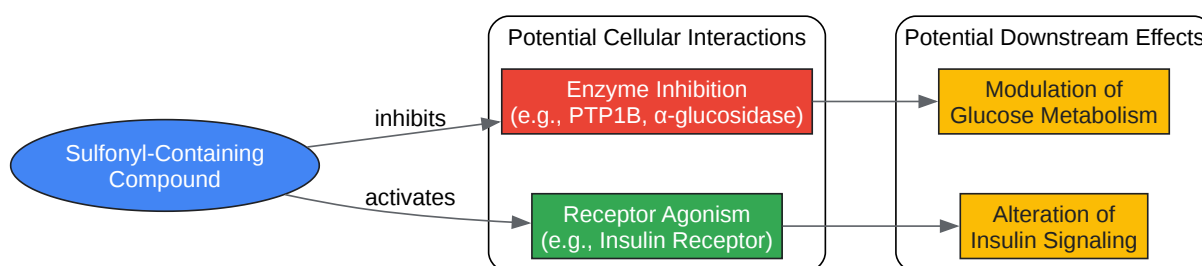 Potential Cellular Interactions
Potential Downstream Effects
Enzyme Inhibition
(e.g., PTP1B, α-glucosidase)
Modulation of
Glucose Metabolism
inhibits
Sulfonyl-Containing
Compound
activates
Receptor Agonism
(e.g., Insulin Receptor)
Alteration of
Insulin Signaling